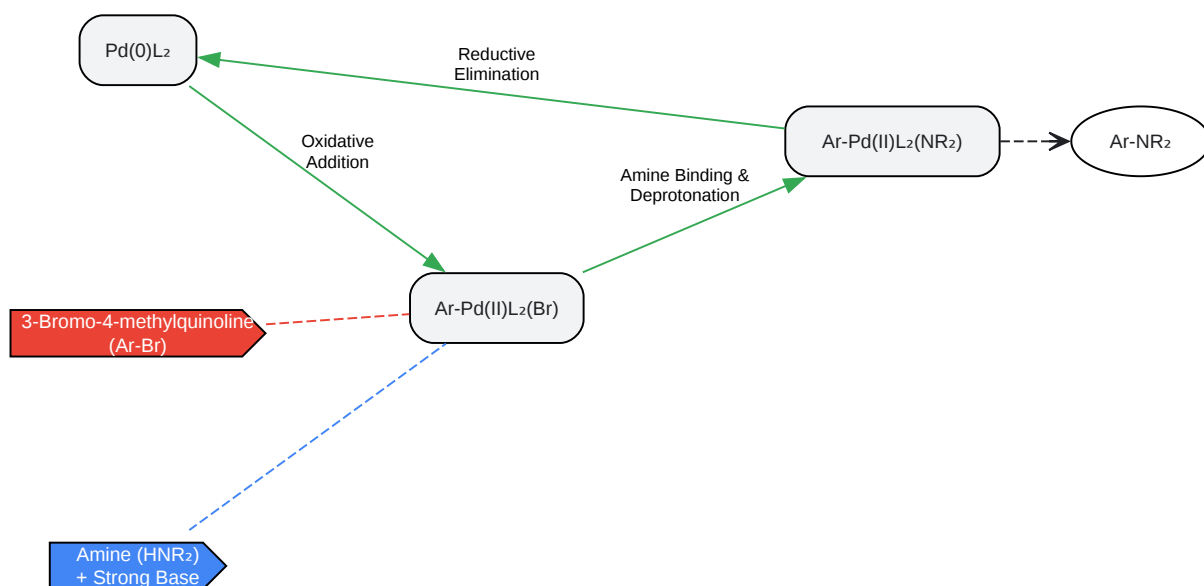 Pd(0)L₂
Reductive
Elimination
Oxidative
Addition
Ar-Pd(II)L₂(NR₂)
Ar-NR₂
Amine Binding &
Deprotonation
Ar-Pd(II)L₂(Br)
3-Bromo-4-methylquinoline
(Ar-Br)
Amine (HNR₂)
+ Strong Base